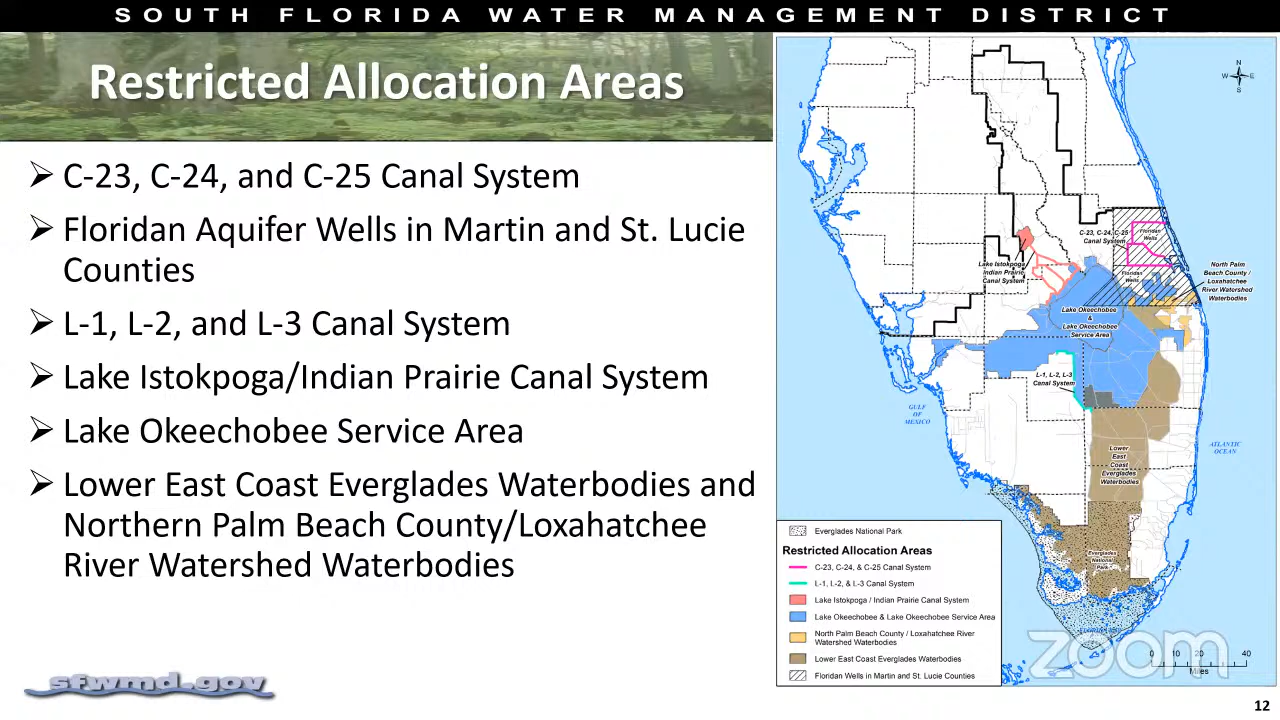 SOUTH FLORIDA WATER MANAGEMENT DISTRICT
Restricted Allocation Areas
➢ C-23, C-24, and C-25 Canal System
➢ Floridan Aquifer Wells in Martin and St. Lucie
Counties
➢ L-1, L-2, and L-3 Canal System
➢ Lake Istokpoga/Indian Prairie Canal System
➢ Lake Okeechobee Service Area
➢ Lower East Coast Everglades Waterbodies and
Northern Palm Beach County/Loxahatchee
River Watershed Waterbodies
sfwmd.gov
N
W E
S
C-23, C-24, C-25
Canal System
Floridan
Wells
Lake Istokpoga
Indian Prairie
Canal System
Floridan
Wells
North Palm
Beach County /
Loxahatchee
River Watershed
Waterbodies
Lake Okeechobee
&
Lake Okeechobee
Service Area
L-1, L-2, L-3
Canal System
GULF
OF
MEXICO
ATLANTIC
OCEAN
Lower
East
Coast
Everglades
Waterbodies
Everglades
National
Park
Everglades National Park
Restricted Allocation Areas
C-23, C-24, & C-25 Canal System
L-1, L-2, & L-3 Canal System
Lake Istokpoga / Indian Prairie Canal System
Lake Okeechobee & Lake Okeechobee Service Area
North Palm Beach County / Loxahatchee River
Watershed Waterbodies
Lower East Coast Everglades Waterbodies
Floridan Wells in Martin and St. Lucie Counties
zoom
0 10 20 40
Miles
12